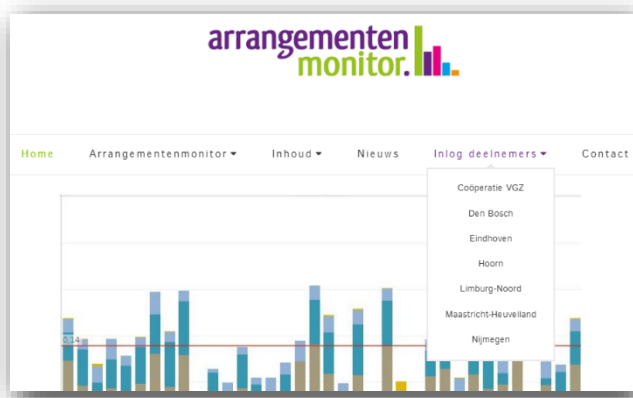 arrangementen
monitor.
Home Arrangementenmonitor Inhoud Nieuws Inlog deelnemers Contact
Coöperatie VGZ
Den Bosch
Eindhoven
Hoorn
Limburg-Noord
Maastricht-Heuvelland
Nijmegen
0,14